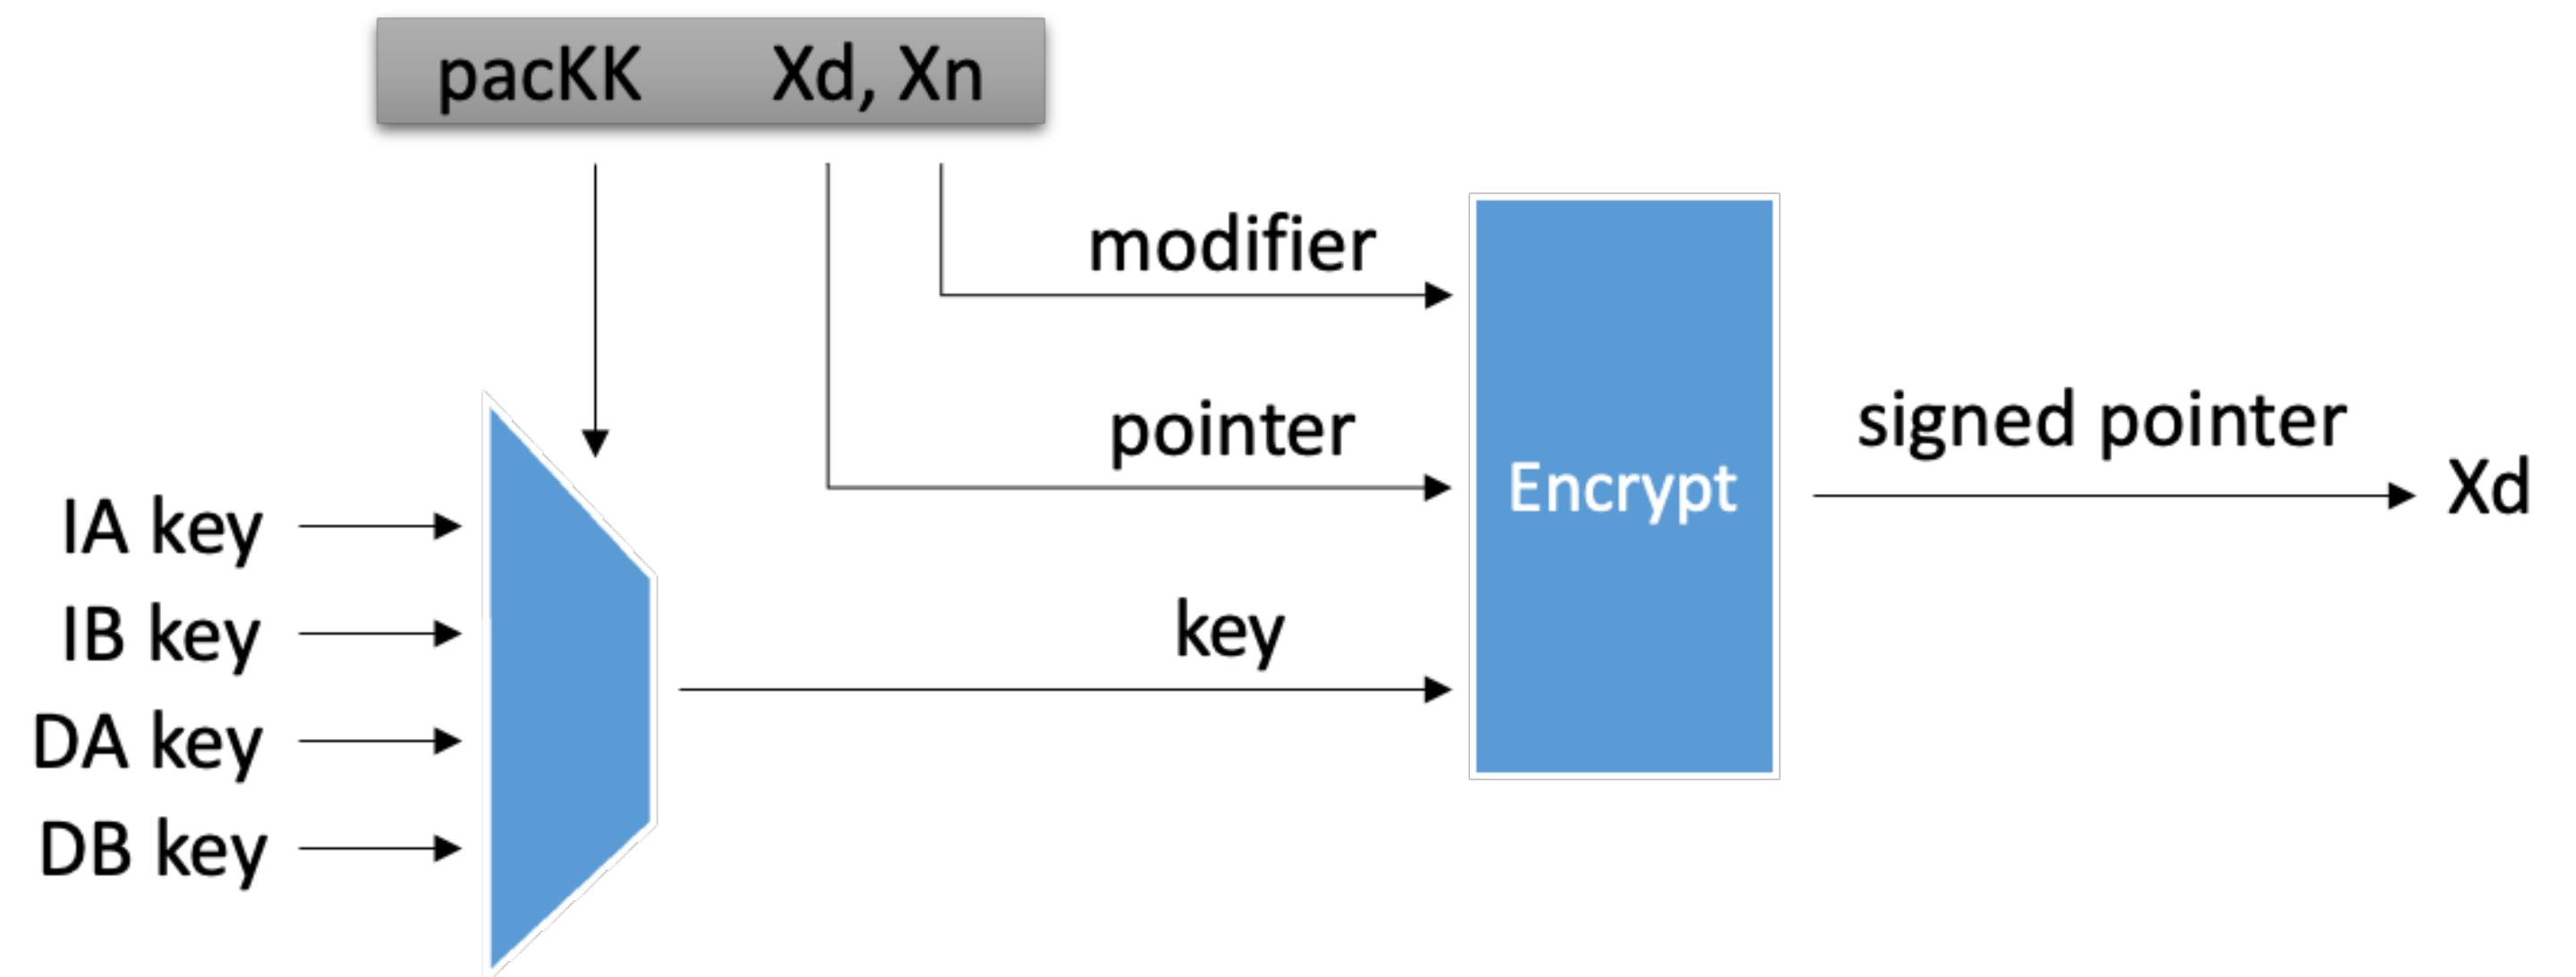 pacKK Xd, Xn
modifier
pointer
signed pointer
Encrypt
Xd
IA key
IB key
key
DA key
DB key